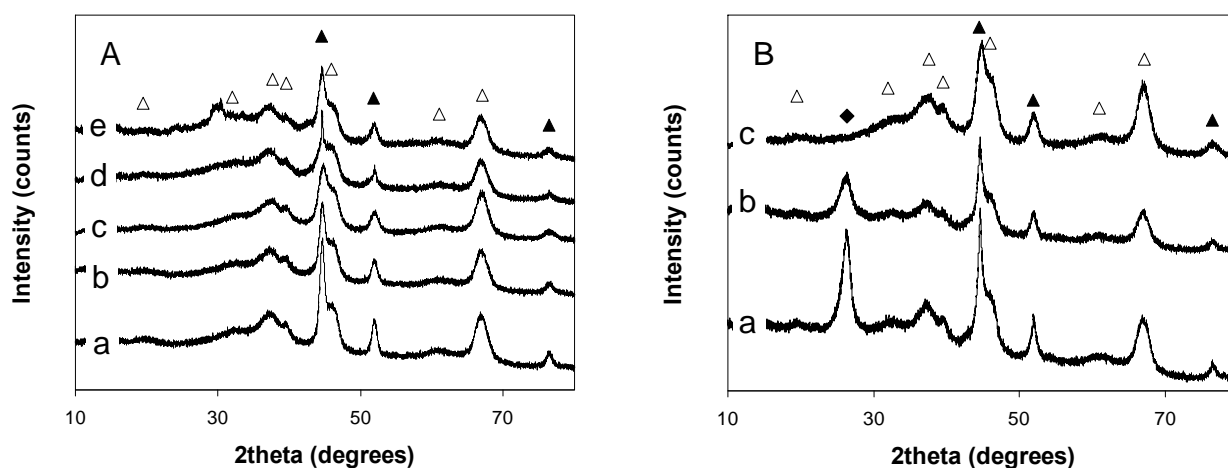 A
e
d
c
b
a
Intensity (counts)
10 30 50 70
2theta (degrees)
B
c
b
a
Intensity (counts)
10 30 50 70
2theta (degrees)